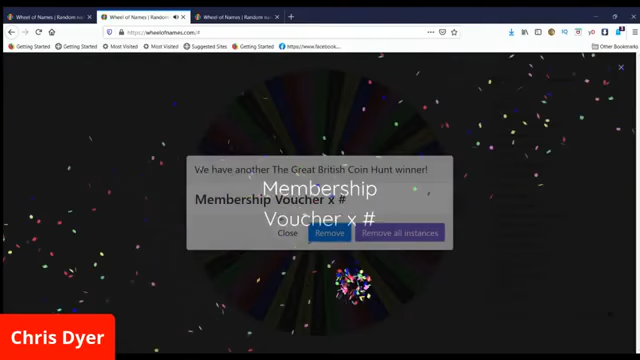 Wheel of Names | Random
Wheel of Names | Random
Wheel of Names | Random
https://wheelofnames.com/#
Getting Started
Getting Started
Most Visited
Most Visited
Suggested Sites
Getting Started
https://www.facebook...
Other Bookmarks
We have another The Great British Coin Hunt winner!
Membership Voucher x #
Membership
Voucher x #
Close
Remove
Remove all instances
Chris Dyer